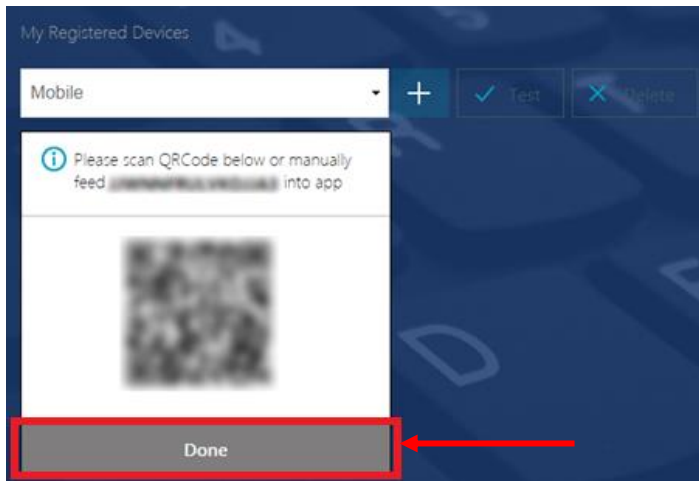 My Registered Devices
Mobile
Test
Delete
Please scan QRCode below or manually
feed into app
Done
D